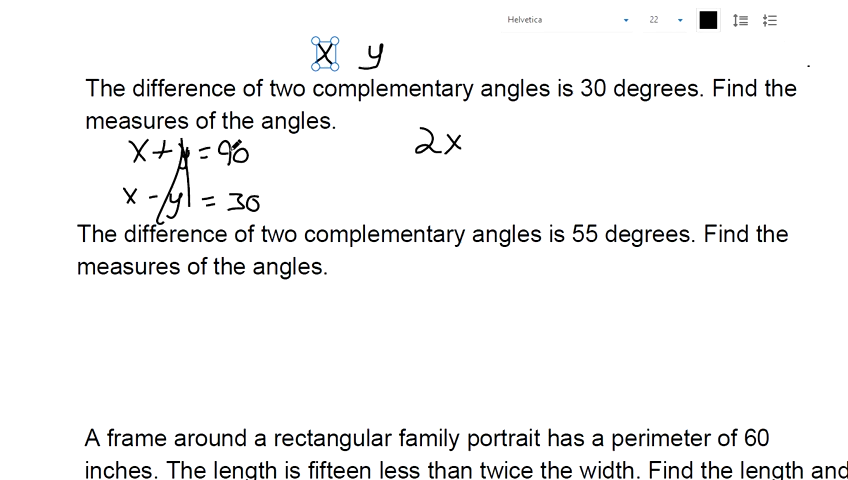 Helvetica 22
x y
The difference of two complementary angles is 30 degrees. Find the
measures of the angles.
x + y = 90
2x
x - y = 30
The difference of two complementary angles is 55 degrees. Find the
measures of the angles.
A frame around a rectangular family portrait has a perimeter of 60
inches. The length is fifteen less than twice the width. Find the length and